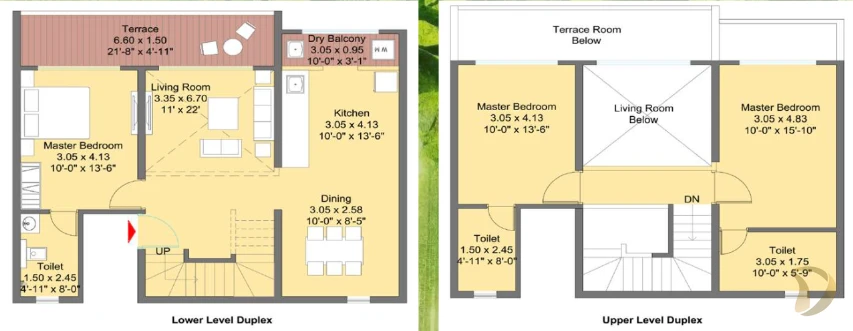 Terrace
6.60 x 1.50
21'-8" x 4'-11"
Dry Balcony
3.05 x 0.95
10'-0" x 3'-1"
W M
Living Room
3.35 x 6.70
11' x 22'
Kitchen
3.05 x 4.13
10'-0" x 13'-6"
Master Bedroom
3.05 x 4.13
10'-0" x 13'-6"
Dining
3.05 x 2.58
10'-0" x 8'-5"
UP
Toilet
1.50 x 2.45
4'-11" x 8'-0"
Lower Level Duplex
Terrace Room
Below
Master Bedroom
3.05 x 4.13
10'-0" x 13'-6"
Living Room
Below
Master Bedroom
3.05 x 4.83
10'-0" x 15'-10"
DN
Toilet
1.50 x 2.45
4'-11" x 8'-0"
Toilet
3.05 x 1.75
10'-0" x 5'-9"
Upper Level Duplex